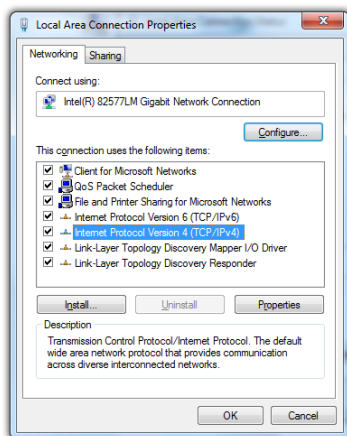 Local Area Connection Properties
Networking
Sharing
Connect using:
Intel(R) 82577LM Gigabit Network Connection
Configure...
This connection uses the following items:
Client for Microsoft Networks
QoS Packet Scheduler
File and Printer Sharing for Microsoft Networks
Internet Protocol Version 6 (TCP/IPv6)
Internet Protocol Version 4 (TCP/IPv4)
Link-Layer Topology Discovery Mapper I/O Driver
Link-Layer Topology Discovery Responder
Install...
Uninstall
Properties
Description
Transmission Control Protocol/Internet Protocol. The default
wide area network protocol that provides communication
across diverse interconnected networks.
OK
Cancel